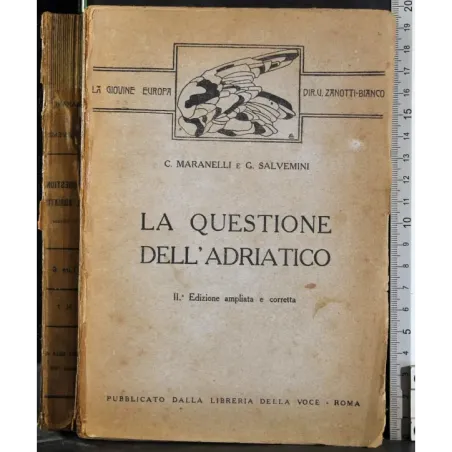 LA GIOVINE EUROPA
DIR. U. ZANOTTI-BIANCO
C. MARANELLI E G. SALVEMINI
LA QUESTIONE
DELL'ADRIATICO
II.ª Edizione ampliata e corretta
PUBBLICATO DALLA LIBRERIA DELLA VOCE - ROMA